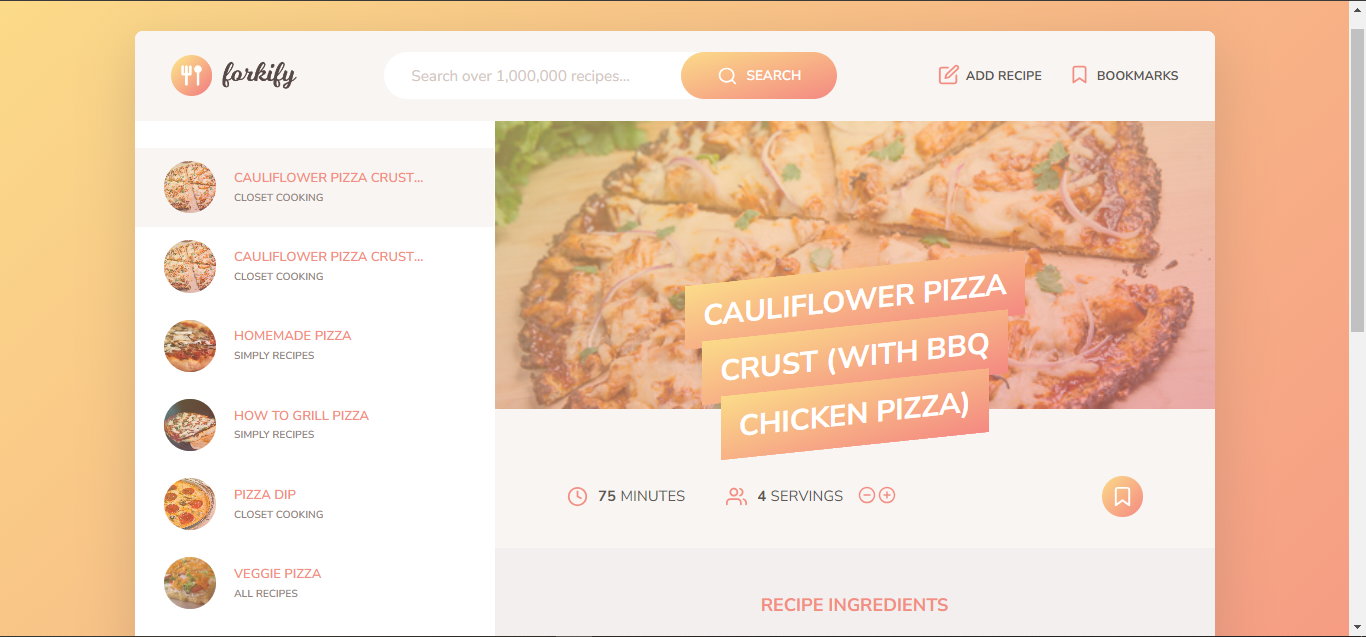 forkify
Search over 1,000,000 recipes...
SEARCH
ADD RECIPE
BOOKMARKS
CAULIFLOWER PIZZA CRUST...
CLOSET COOKING
CAULIFLOWER PIZZA CRUST...
CLOSET COOKING
HOMEMADE PIZZA
SIMPLY RECIPES
HOW TO GRILL PIZZA
SIMPLY RECIPES
PIZZA DIP
CLOSET COOKING
VEGGIE PIZZA
ALL RECIPES
CAULIFLOWER PIZZA
CRUST (WITH BBQ
CHICKEN PIZZA)
75 MINUTES
4 SERVINGS
RECIPE INGREDIENTS